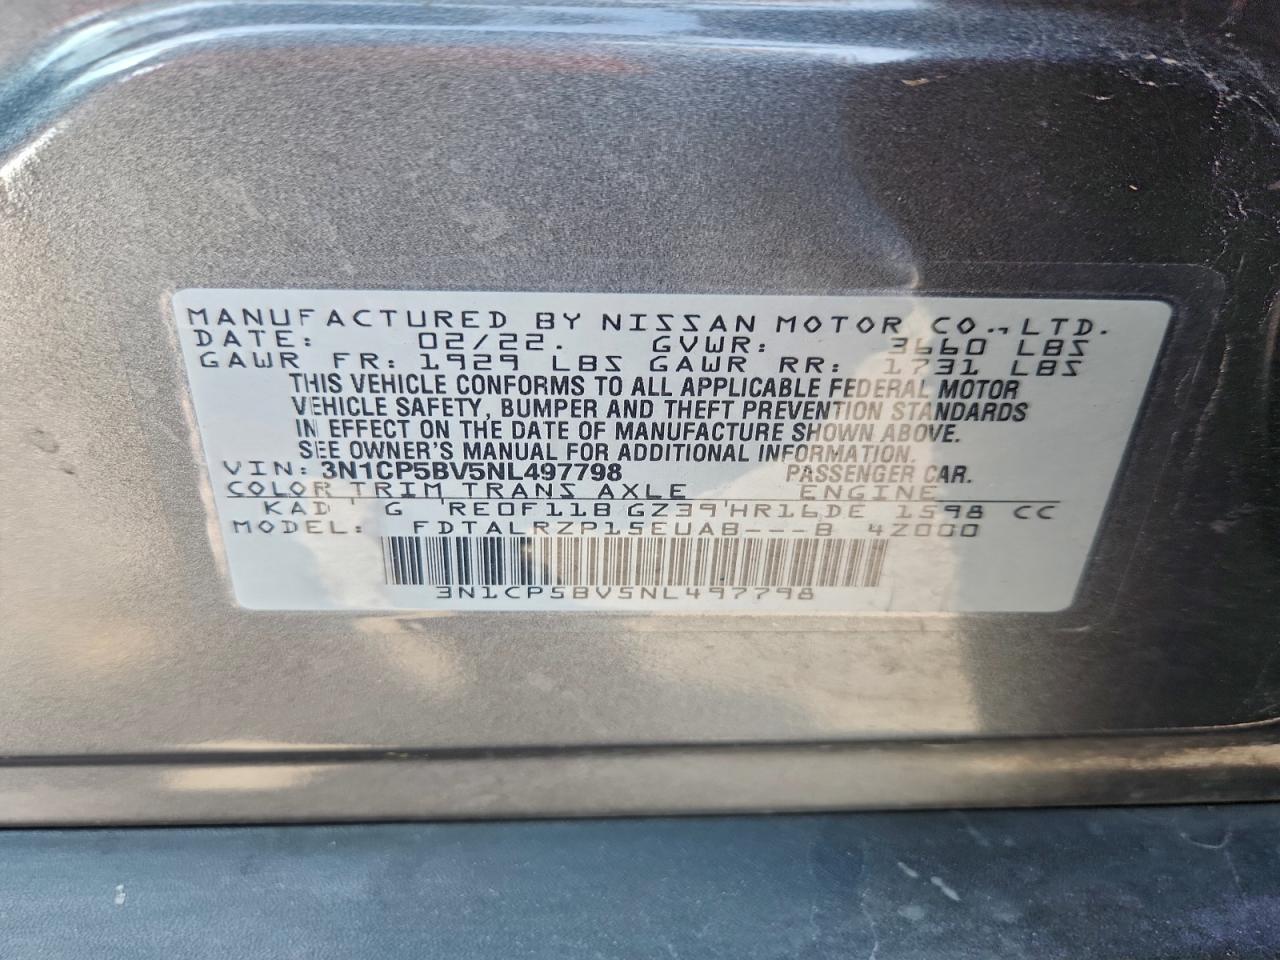 MANUFACTURED BY NISSAN MOTOR CO., LTD.
DATE: 02/22. GVWR: 3660 LBS
GAWR FR: 1929 LBS GAWR RR: 1731 LBS
THIS VEHICLE CONFORMS TO ALL APPLICABLE FEDERAL MOTOR
VEHICLE SAFETY, BUMPER AND THEFT PREVENTION STANDARDS
IN EFFECT ON THE DATE OF MANUFACTURE SHOWN ABOVE.
SEE OWNER'S MANUAL FOR ADDITIONAL INFORMATION.
VIN: 3N1CP5BV5NL497798 PASSENGER CAR.
COLOR TRIM TRANS AXLE ENGINE
KAD ' G 'RE0F11B GZ39'HR16DE 1598 CC
MODEL: FDTALRZP15EUAB---B 4Z000
3N1CP5BV5NL497798